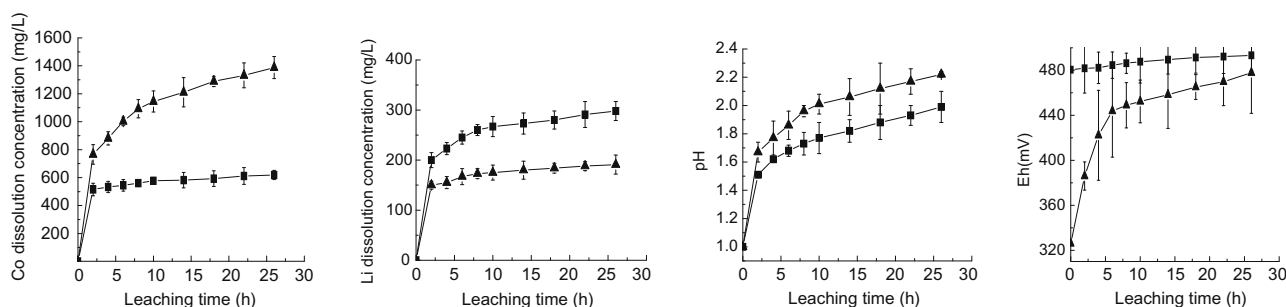 Co dissolution concentration (mg/L)
1600
1400
1200
1000
800
600
400
200
0 5 10 15 20 25 30
Leaching time (h)
Li dissolution concentration (mg/L)
400
300
200
100
0
0 5 10 15 20 25 30
Leaching time (h)
pH
2.4
2.2
2.0
1.8
1.6
1.4
1.2
1.0
0 5 10 15 20 25 30
Leaching time (h)
Eh(mV)
480
440
400
360
320
0 5 10 15 20 25 30
Leaching time (h)